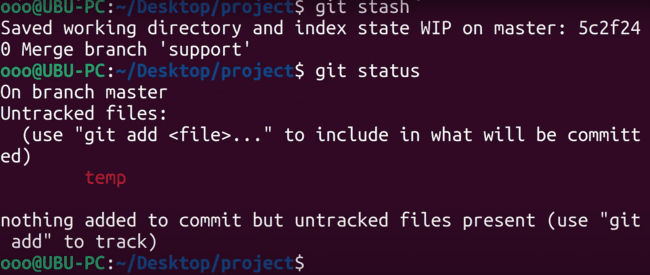 ooo@UBU-PC:~/Desktop/project$ git stash
Saved working directory and index state WIP on master: 5c2f24
0 Merge branch 'support'
ooo@UBU-PC:~/Desktop/project$ git status
On branch master
Untracked files:
  (use "git add <file>..." to include in what will be committ
ed)
        temp
nothing added to commit but untracked files present (use "git
 add" to track)
ooo@UBU-PC:~/Desktop/project$